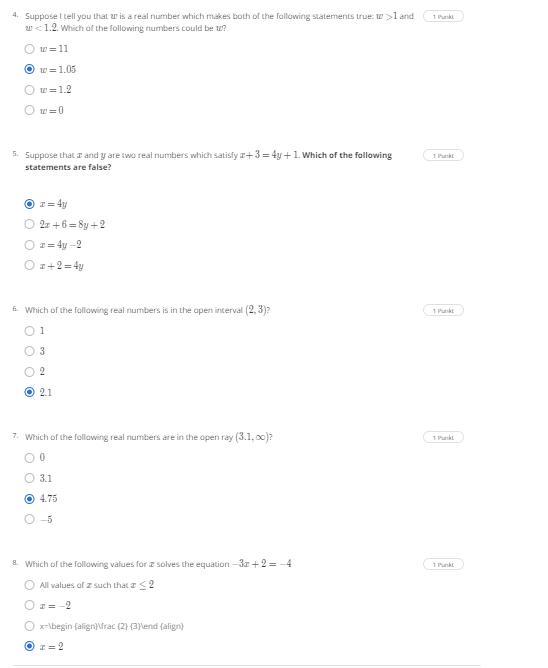 4. Suppose I tell you that w is a real number which makes both of the following statements true: w >1 and 1 Punkt
w < 1.2. Which of the following numbers could be w?
w = 11
w = 1.05
w = 1.2
w = 0
5. Suppose that x and y are two real numbers which satisfy x+3 = 4y+1. Which of the following 1 Punkt
statements are false?
x = 4y
2x+6 = 8y+2
x = 4y −2
x+2 = 4y
6. Which of the following real numbers is in the open interval (2, 3)? 1 Punkt
1
3
2
2.1
7. Which of the following real numbers are in the open ray (3.1, ∞)? 1 Punkt
0
3.1
4.75
−5
8. Which of the following values for x solves the equation −3x + 2 = −4 1 Punkt
All values of x such that x ≤ 2
x = −2
x=\begin {align}\frac {2} {3}\end {align}
x = 2